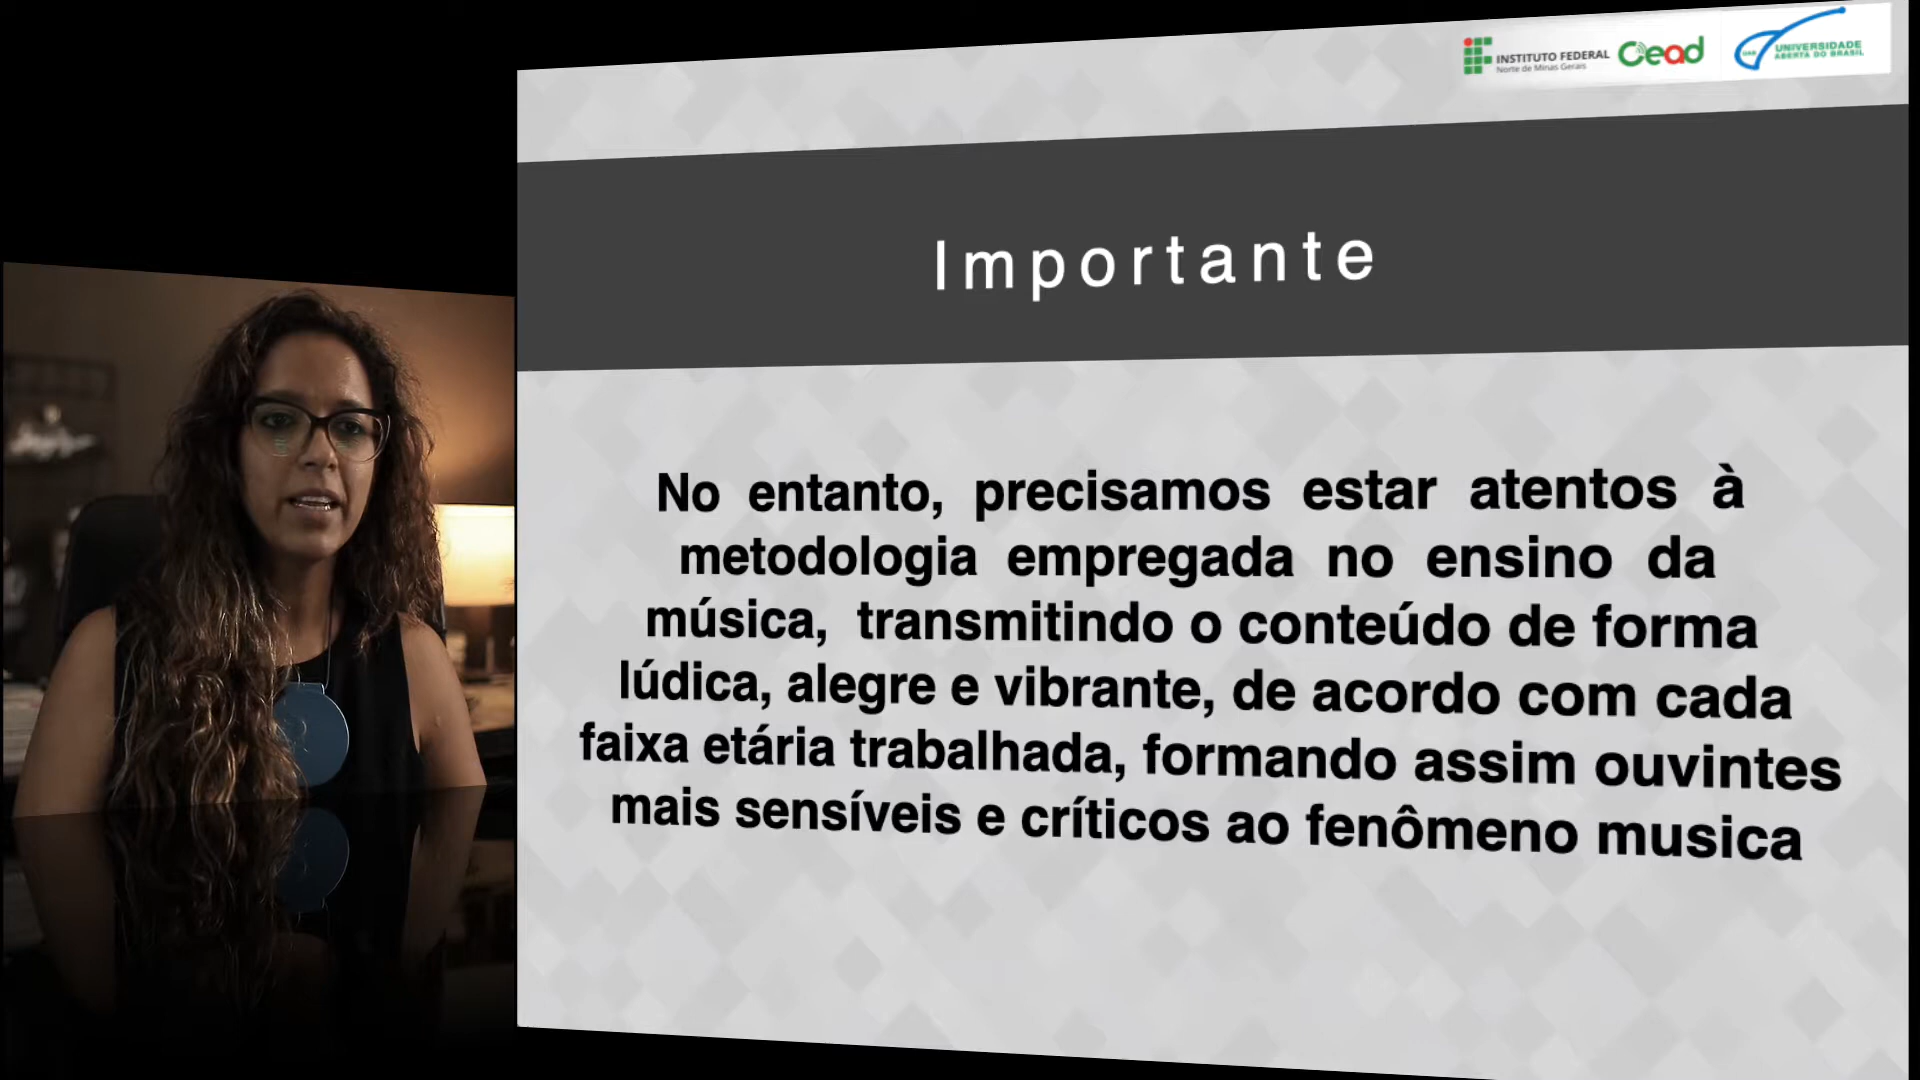 INSTITUTO FEDERAL
Norte de Minas Gerais
Cead
UAB
UNIVERSIDADE
ABERTA DO BRASIL
Importante
No entanto, precisamos estar atentos à
metodologia empregada no ensino da
música, transmitindo o conteúdo de forma
lúdica, alegre e vibrante, de acordo com cada
faixa etária trabalhada, formando assim ouvintes
mais sensíveis e críticos ao fenômeno musica